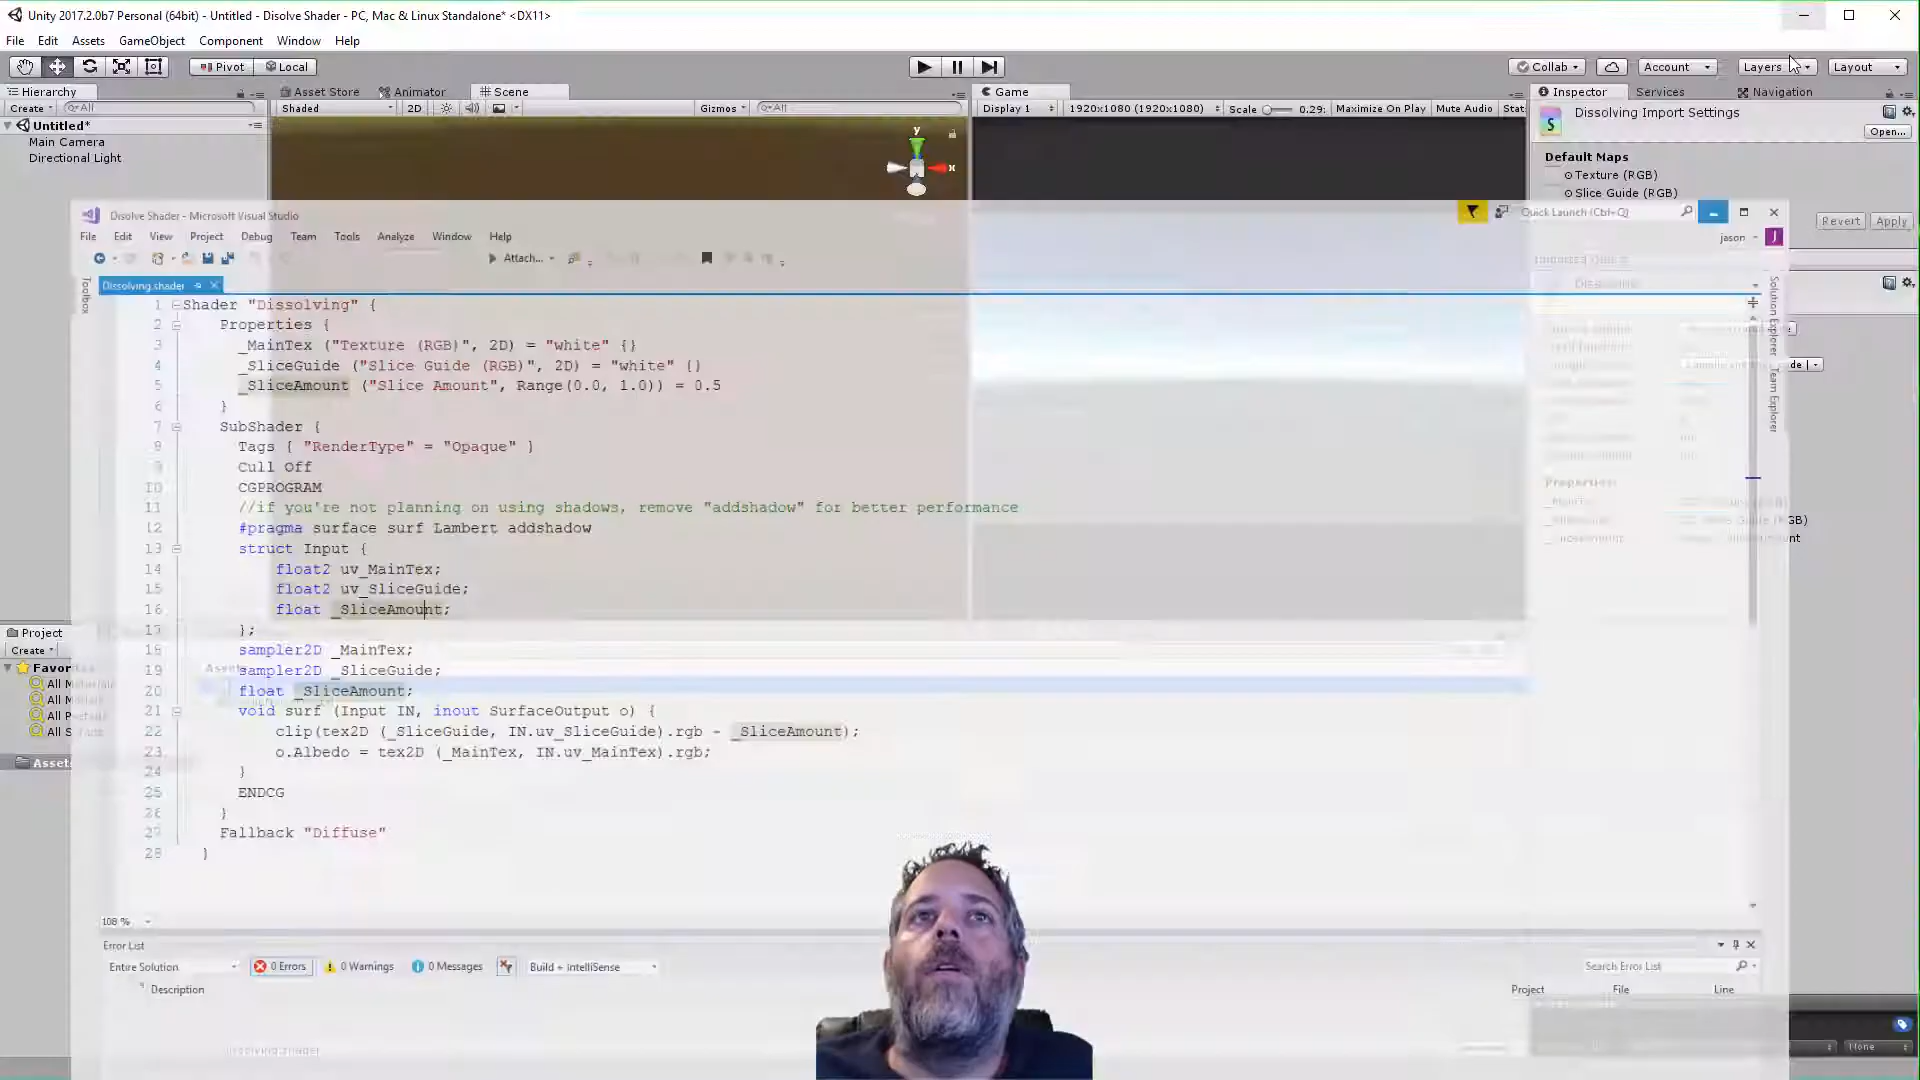 Unity 2017.2.0b7 Personal (64bit) - Untitled - Disolve Shader - PC, Mac & Linux Standalone* <DX11>
File Edit Assets GameObject Component Window Help
Pivot Local Collab Account Layers Layout
Hierarchy Asset Store Animator Scene Game Inspector Services Navigation
Create All Shaded 2D Gizmos All Display 1 1920x1080 (1920x1080) Scale 0.29: Maximize On Play Mute Audio Stat
Dissolving Import Settings
Open...
Untitled*
Main Camera
Directional Light
Default Maps
Texture (RGB)
Slice Guide (RGB)
Revert Apply
Disolve Shader - Microsoft Visual Studio
Quick Launch (Ctrl+Q)
File Edit View Project Debug Team Tools Analyze Window Help
jason J
Attach...
Toolbox
Dissolving.shader
Solution Explorer
Team Explorer
1 Shader "Dissolving" {
2 Properties {
3 _MainTex ("Texture (RGB)", 2D) = "white" {}
4 _SliceGuide ("Slice Guide (RGB)", 2D) = "white" {}
5 _SliceAmount ("Slice Amount", Range(0.0, 1.0)) = 0.5
6 }
7 SubShader {
8 Tags { "RenderType" = "Opaque" }
9 Cull Off
10 CGPROGRAM
11 //if you're not planning on using shadows, remove "addshadow" for better performance
12 #pragma surface surf Lambert addshadow
13 struct Input {
14 float2 uv_MainTex;
15 float2 uv_SliceGuide;
16 float _SliceAmount;
17 };
18 sampler2D _MainTex;
19 sampler2D _SliceGuide;
20 float _SliceAmount;
21 void surf (Input IN, inout SurfaceOutput o) {
22 clip(tex2D (_SliceGuide, IN.uv_SliceGuide).rgb - _SliceAmount);
23 o.Albedo = tex2D (_MainTex, IN.uv_MainTex).rgb;
24 }
25 ENDCG
26 }
27 Fallback "Diffuse"
28 }
Properties:
Project
Create
Favor
All M
All M
All P
All S
Assets
Assets
108 %
Error List
Entire Solution 0 Errors 0 Warnings 0 Messages Build + IntelliSense Search Error List
Description Project File Line
Dissolving.shader
None